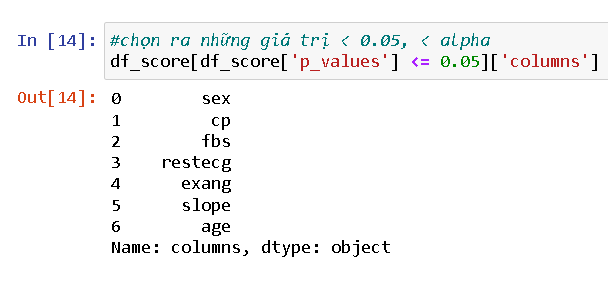 In [14]: #chọn ra những giá trị < 0.05, < alpha
df_score[df_score['p_values'] <= 0.05]['columns']
Out[14]: 0 sex
1 cp
2 fbs
3 restecg
4 exang
5 slope
6 age
Name: columns, dtype: object